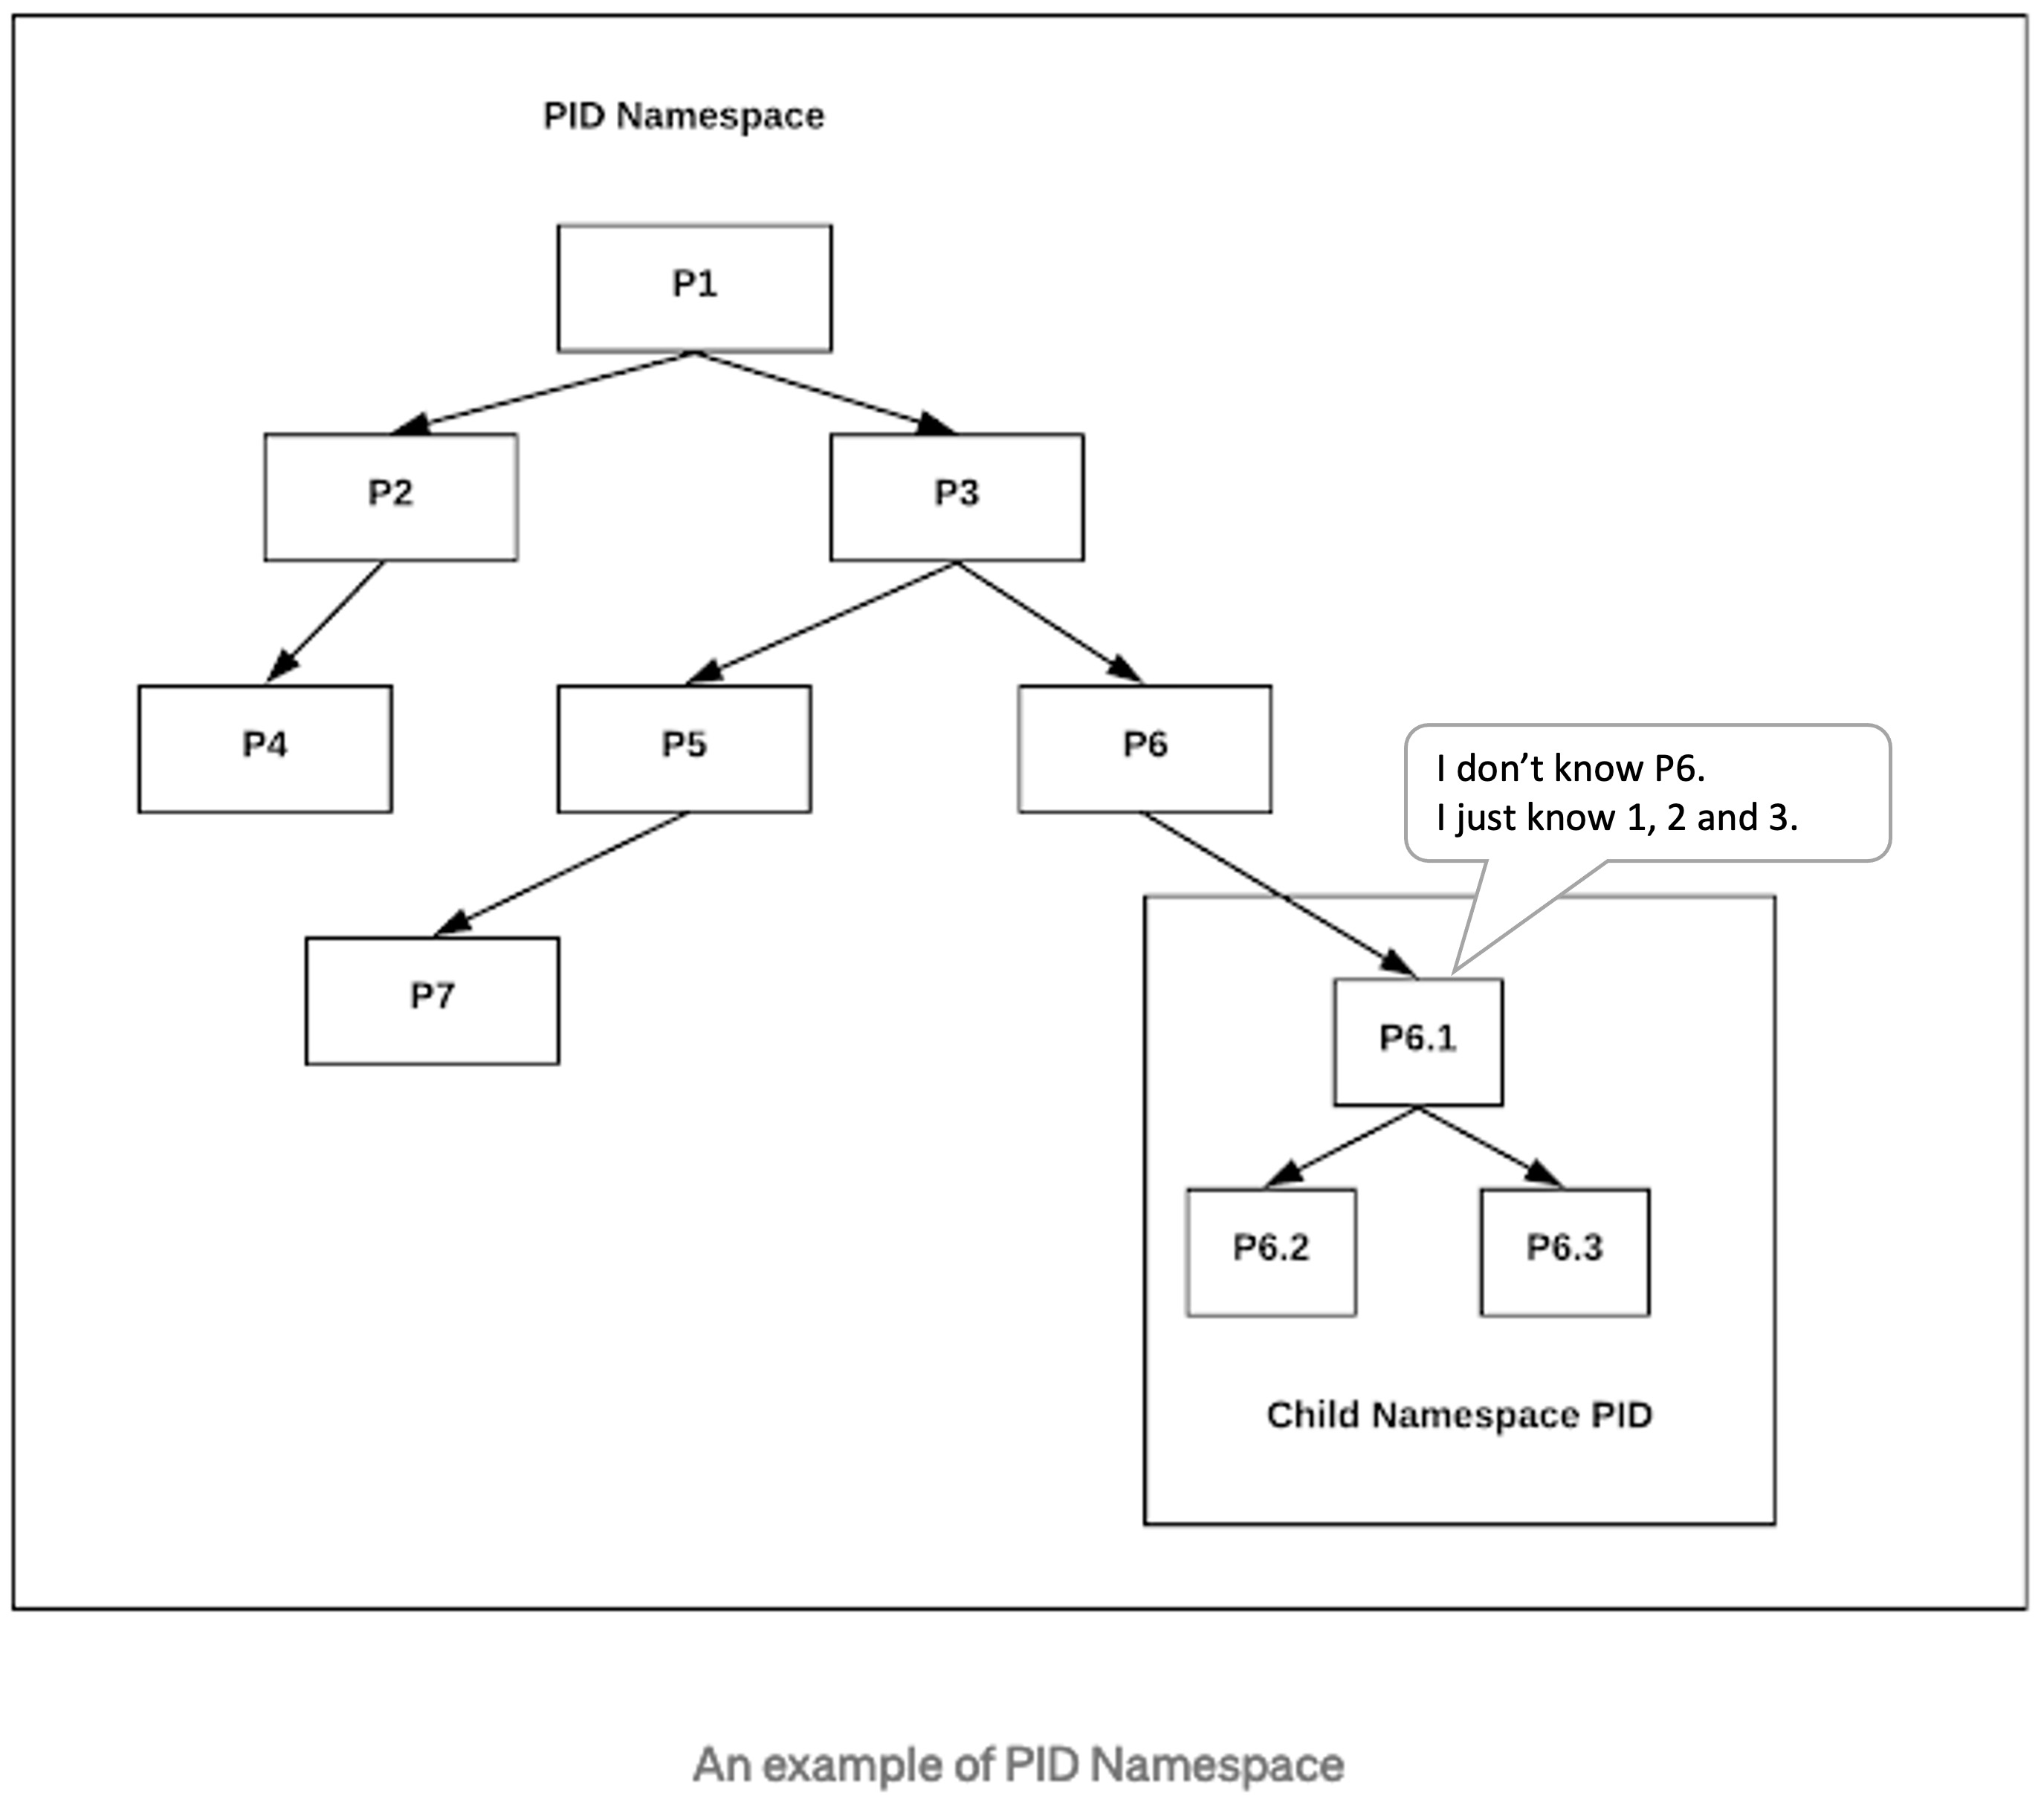 PID Namespace
P1
P2
P3
P4
P5
P6
I don’t know P6.
I just know 1, 2 and 3.
P7
P6.1
P6.2
P6.3
Child Namespace PID
An example of PID Namespace